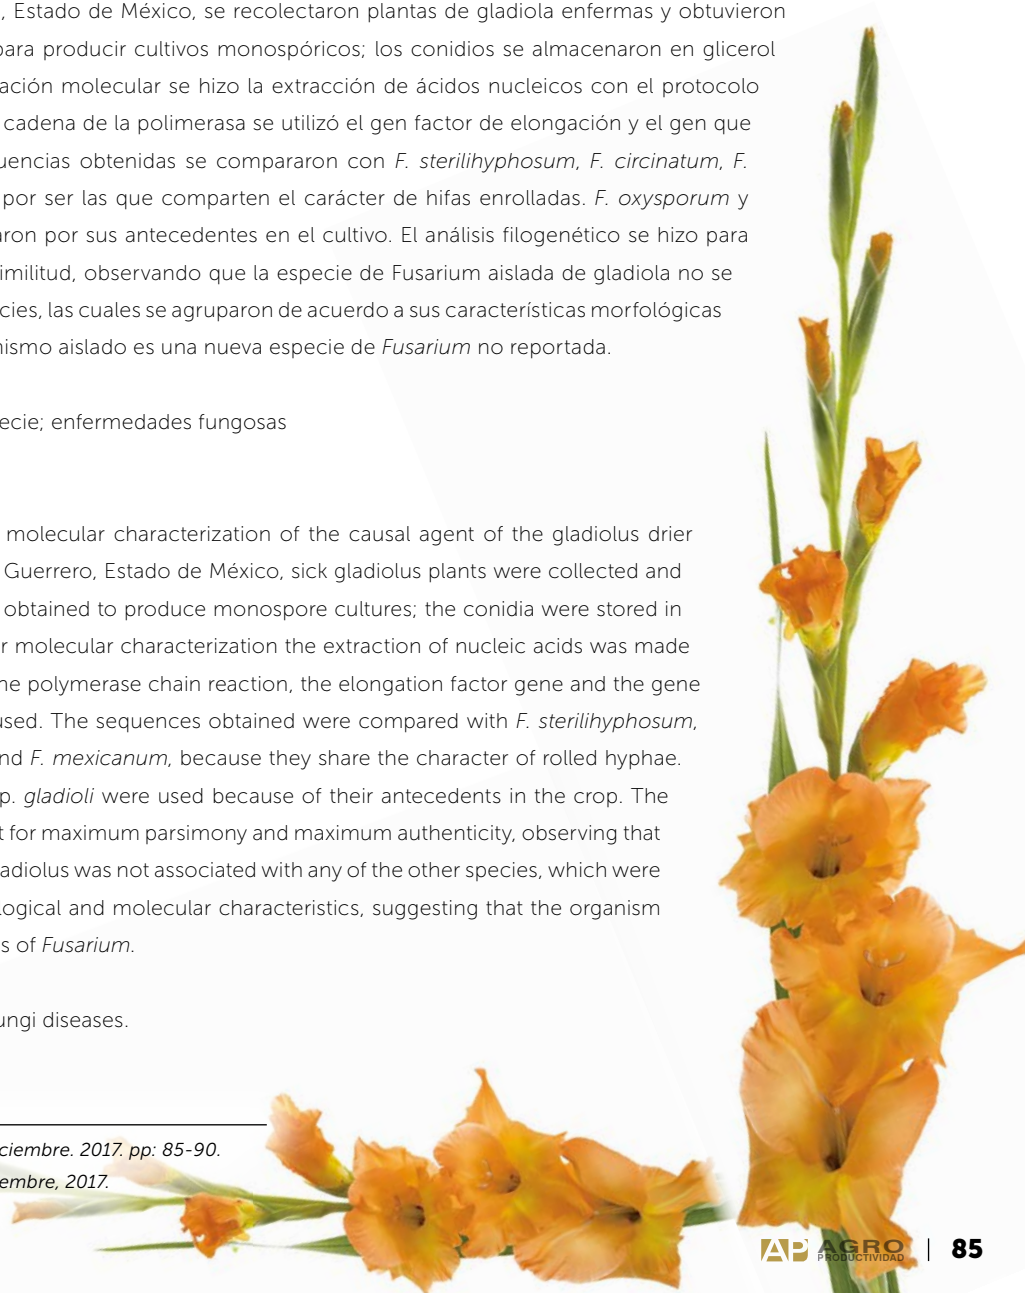 , Estado de México, se recolectaron plantas de gladiola enfermas y obtuvieron
para producir cultivos monospóricos; los conidios se almacenaron en glicerol
ación molecular se hizo la extracción de ácidos nucleicos con el protocolo
cadena de la polimerasa se utilizó el gen factor de elongación y el gen que
uencias obtenidas se compararon con F. sterilihyphosum, F. circinatum, F.
por ser las que comparten el carácter de hifas enrolladas. F. oxysporum y
aron por sus antecedentes en el cultivo. El análisis filogenético se hizo para
imilitud, observando que la especie de Fusarium aislada de gladiola no se
cies, las cuales se agruparon de acuerdo a sus características morfológicas
nismo aislado es una nueva especie de Fusarium no reportada.
ecie; enfermedades fungosas
molecular characterization of the causal agent of the gladiolus drier
Guerrero, Estado de México, sick gladiolus plants were collected and
obtained to produce monospore cultures; the conidia were stored in
r molecular characterization the extraction of nucleic acids was made
he polymerase chain reaction, the elongation factor gene and the gene
used. The sequences obtained were compared with F. sterilihyphosum,
nd F. mexicanum, because they share the character of rolled hyphae.
p. gladioli were used because of their antecedents in the crop. The
t for maximum parsimony and maximum authenticity, observing that
ladiolus was not associated with any of the other species, which were
logical and molecular characteristics, suggesting that the organism
s of Fusarium.
ungi diseases.
ciembre. 2017. pp: 85-90.
embre, 2017.
AP AGRO PRODUCTIVIDAD | 85